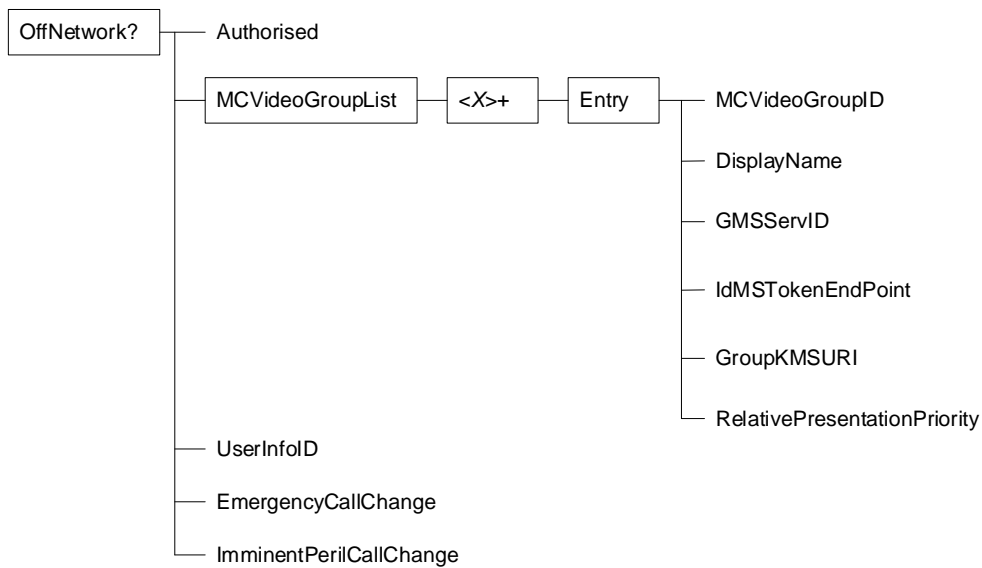 OffNetwork?
Authorised
MCVideoGroupList
<X>+
Entry
MCVideoGroupID
DisplayName
GMSServID
IdMSTokenEndPoint
GroupKMSURI
RelativePresentationPriority
UserInfoID
EmergencyCallChange
ImminentPerilCallChange